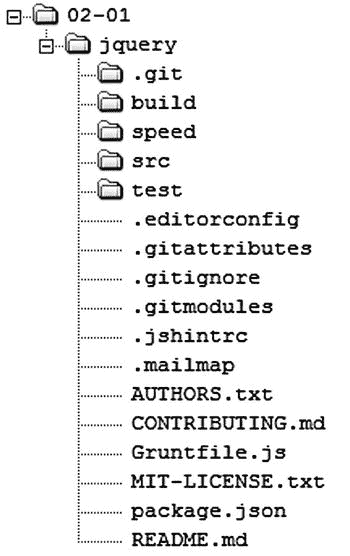 02-01
jquery
.git
build
speed
src
test
.editorconfig
.gitattributes
.gitignore
.gitmodules
.jshintrc
.mailmap
AUTHORS.txt
CONTRIBUTING.md
Gruntfile.js
MIT-LICENSE.txt
package.json
README.md